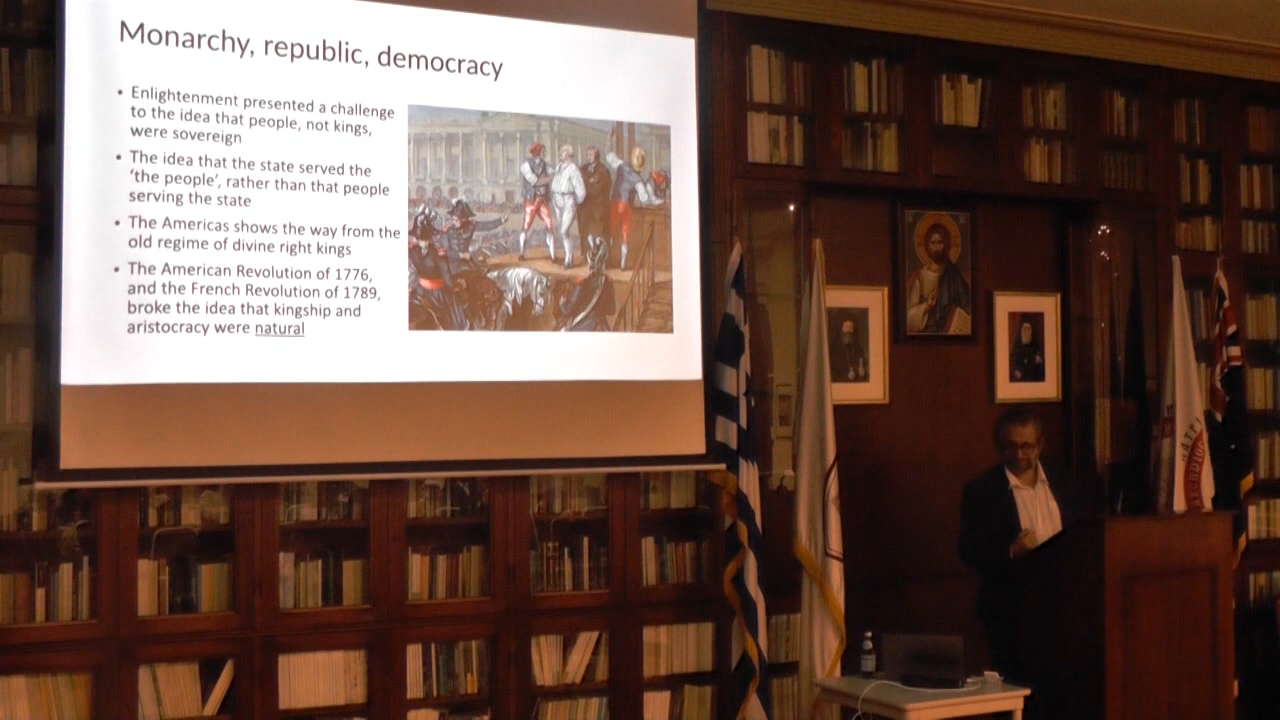 Monarchy, republic, democracy
• Enlightenment presented a challenge
to the idea that people, not kings,
were sovereign
• The idea that the state served the
'the people', rather than that people
serving the state
• The Americas shows the way from the
old regime of divine right kings
• The American Revolution of 1776,
and the French Revolution of 1789,
broke the idea that kingship and
aristocracy were natural